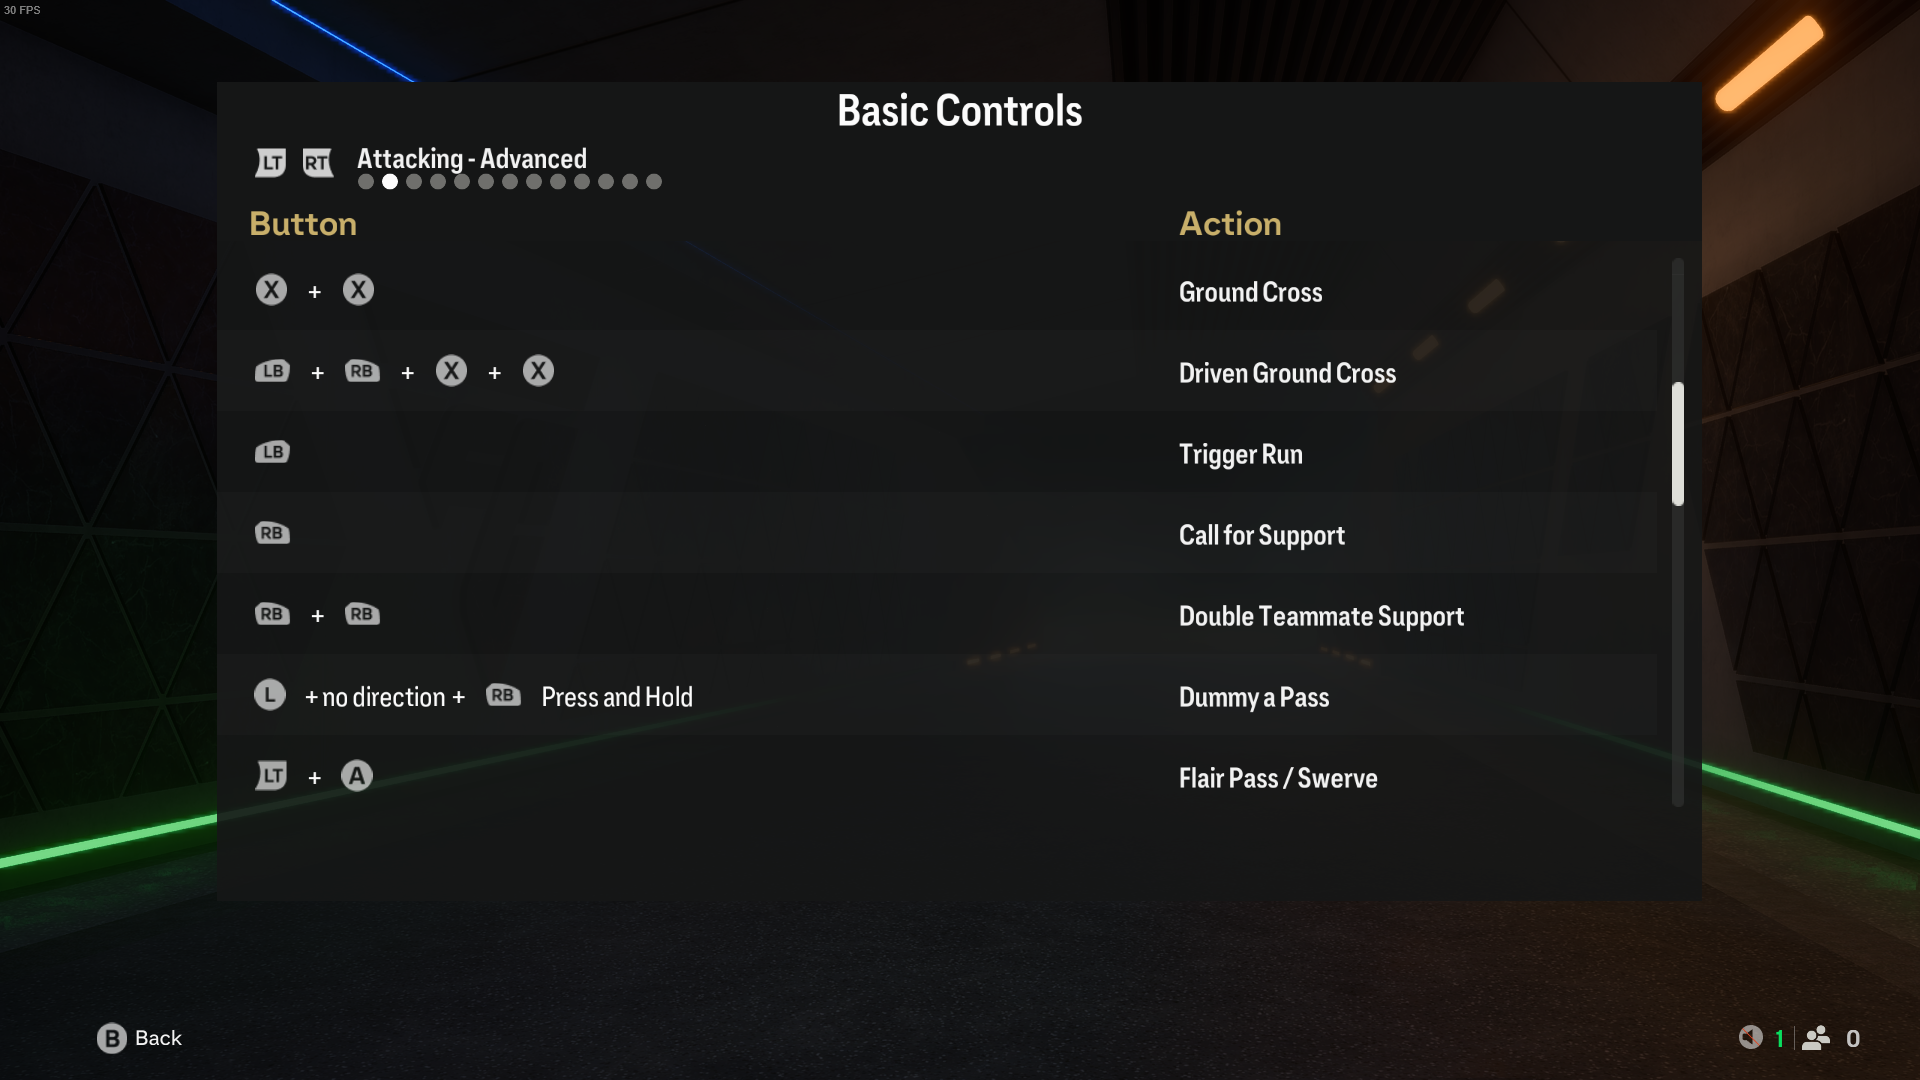 30 FPS
Basic Controls
LT RT Attacking - Advanced
Button Action
X + X Ground Cross
LB + RB + X + X Driven Ground Cross
LB Trigger Run
RB Call for Support
RB + RB Double Teammate Support
L + no direction + RB Press and Hold Dummy a Pass
LT + A Flair Pass / Swerve
B Back
1 0